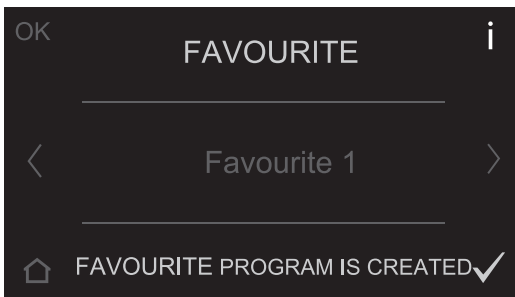 OK
FAVOURITE
i
Favourite 1
FAVOURITE PROGRAM IS CREATED